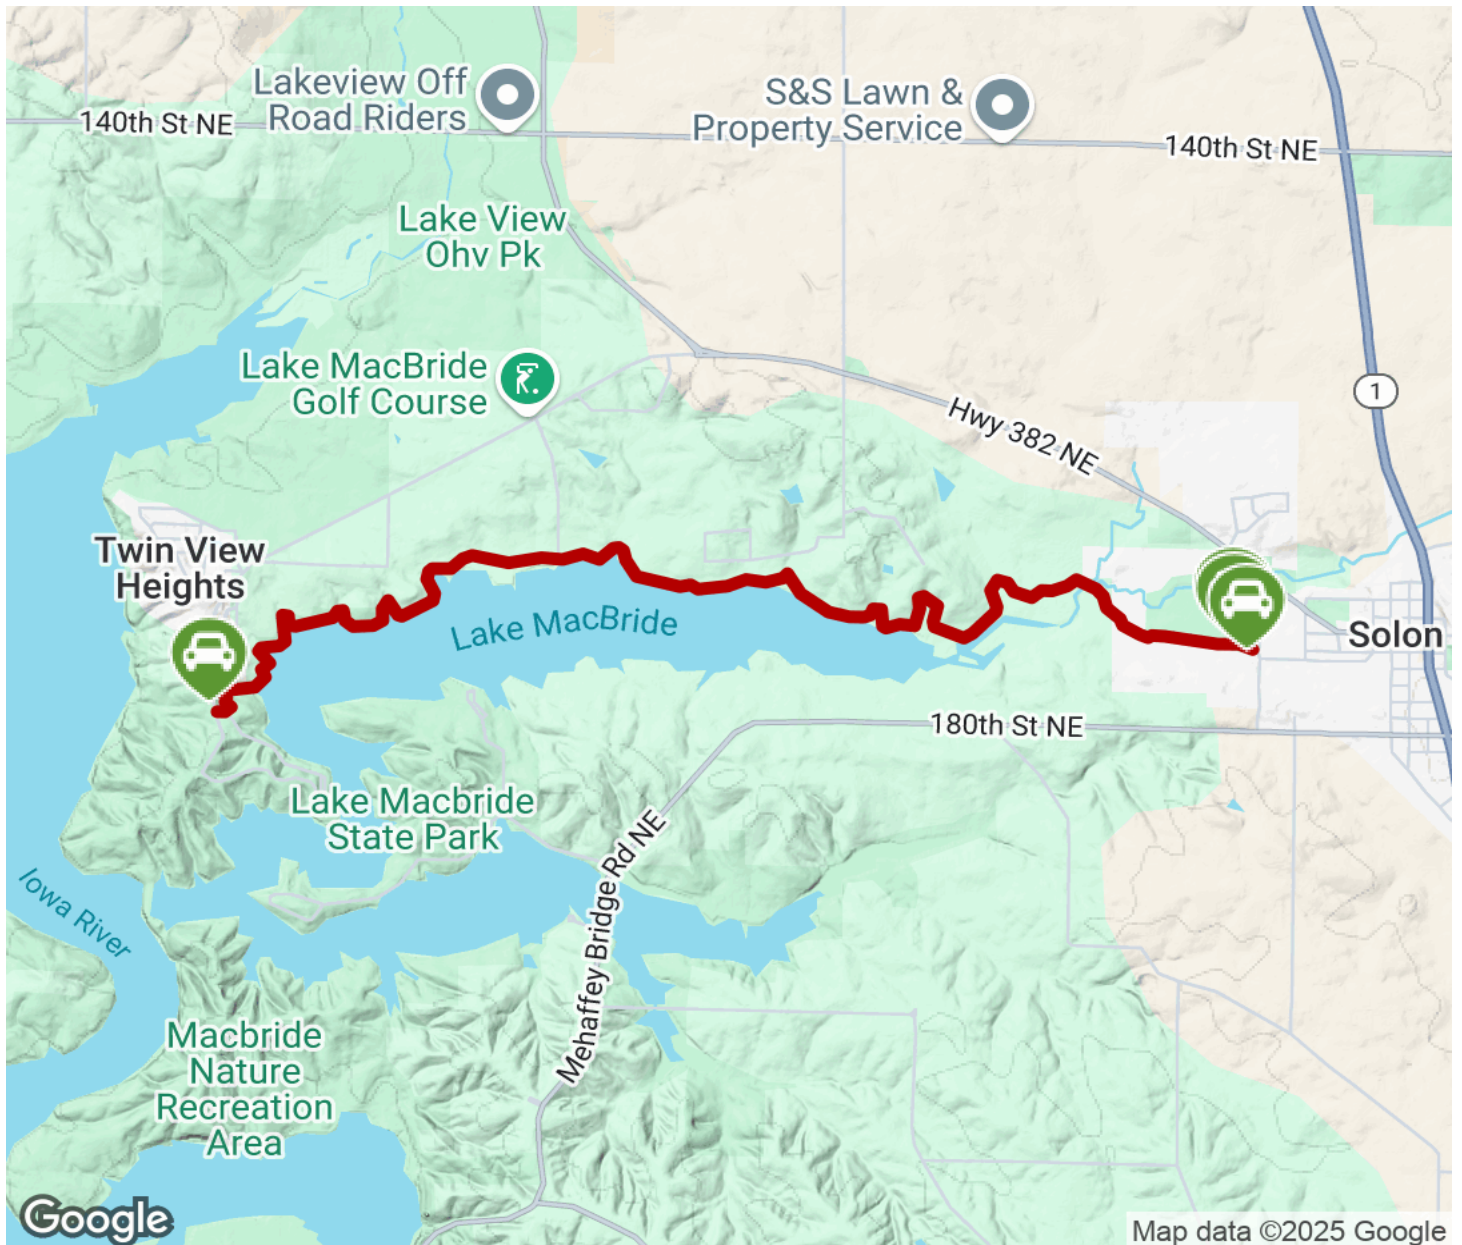 Lakeview Off
Road Riders
S&S Lawn &
Property Service
140th St NE
140th St NE
Lake View
Ohv Pk
Lake MacBride
Golf Course
1
Hwy 382 NE
Twin View
Heights
Lake MacBride
Solon
180th St NE
Lake Macbride
State Park
Mehaffey Bridge Rd NE
Iowa River
Macbride
Nature
Recreation
Area
Google
Map data ©2025 Google